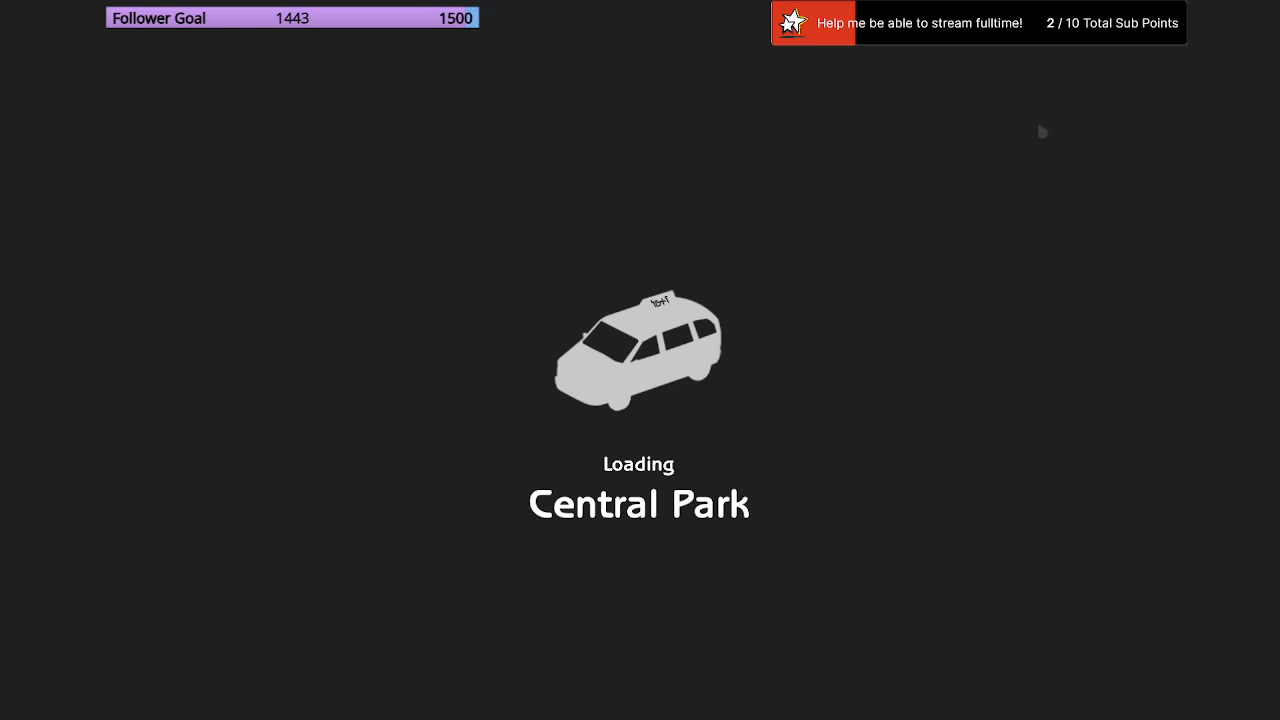 Follower Goal 1443 1500
Help me be able to stream fulltime! 2 / 10 Total Sub Points
Loading
Central Park